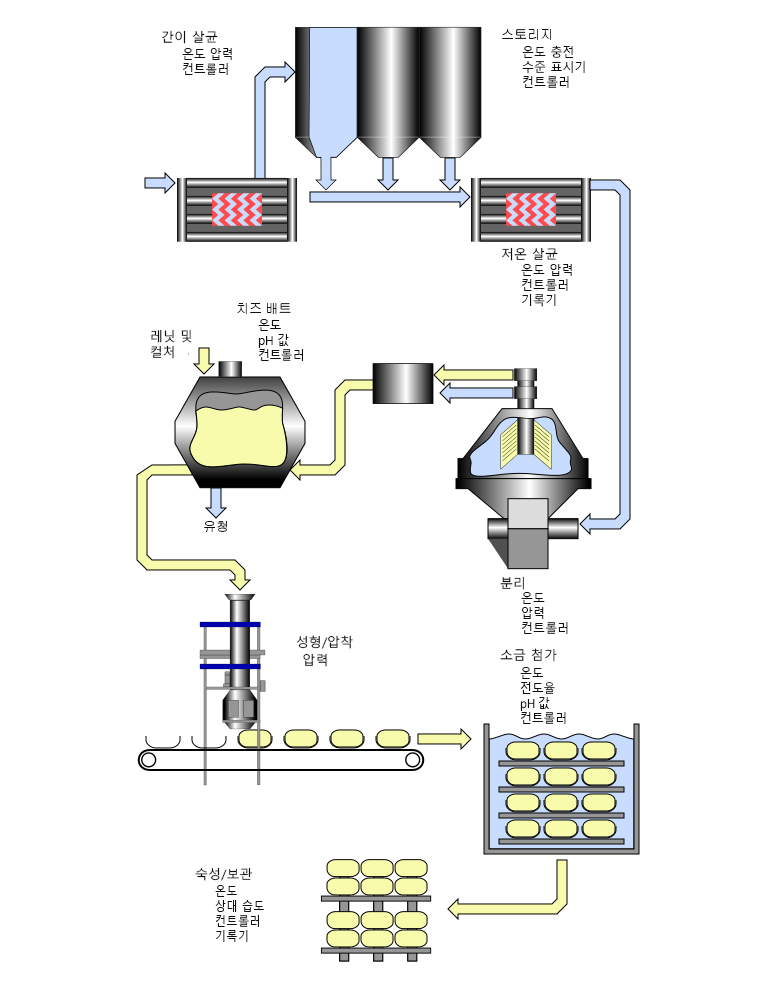 간이 살균
온도 압력
컨트롤러
스토리지
온도 충전
수준 표시기
컨트롤러
저온 살균
온도 압력
컨트롤러
기록기
치즈 배트
온도
pH 값
컨트롤러
레닛 및
컬처
유청
분리
온도
압력
컨트롤러
성형/압착
압력
소금 첨가
온도
전도율
pH 값
컨트롤러
숙성/보관
온도
상대 습도
컨트롤러
기록기